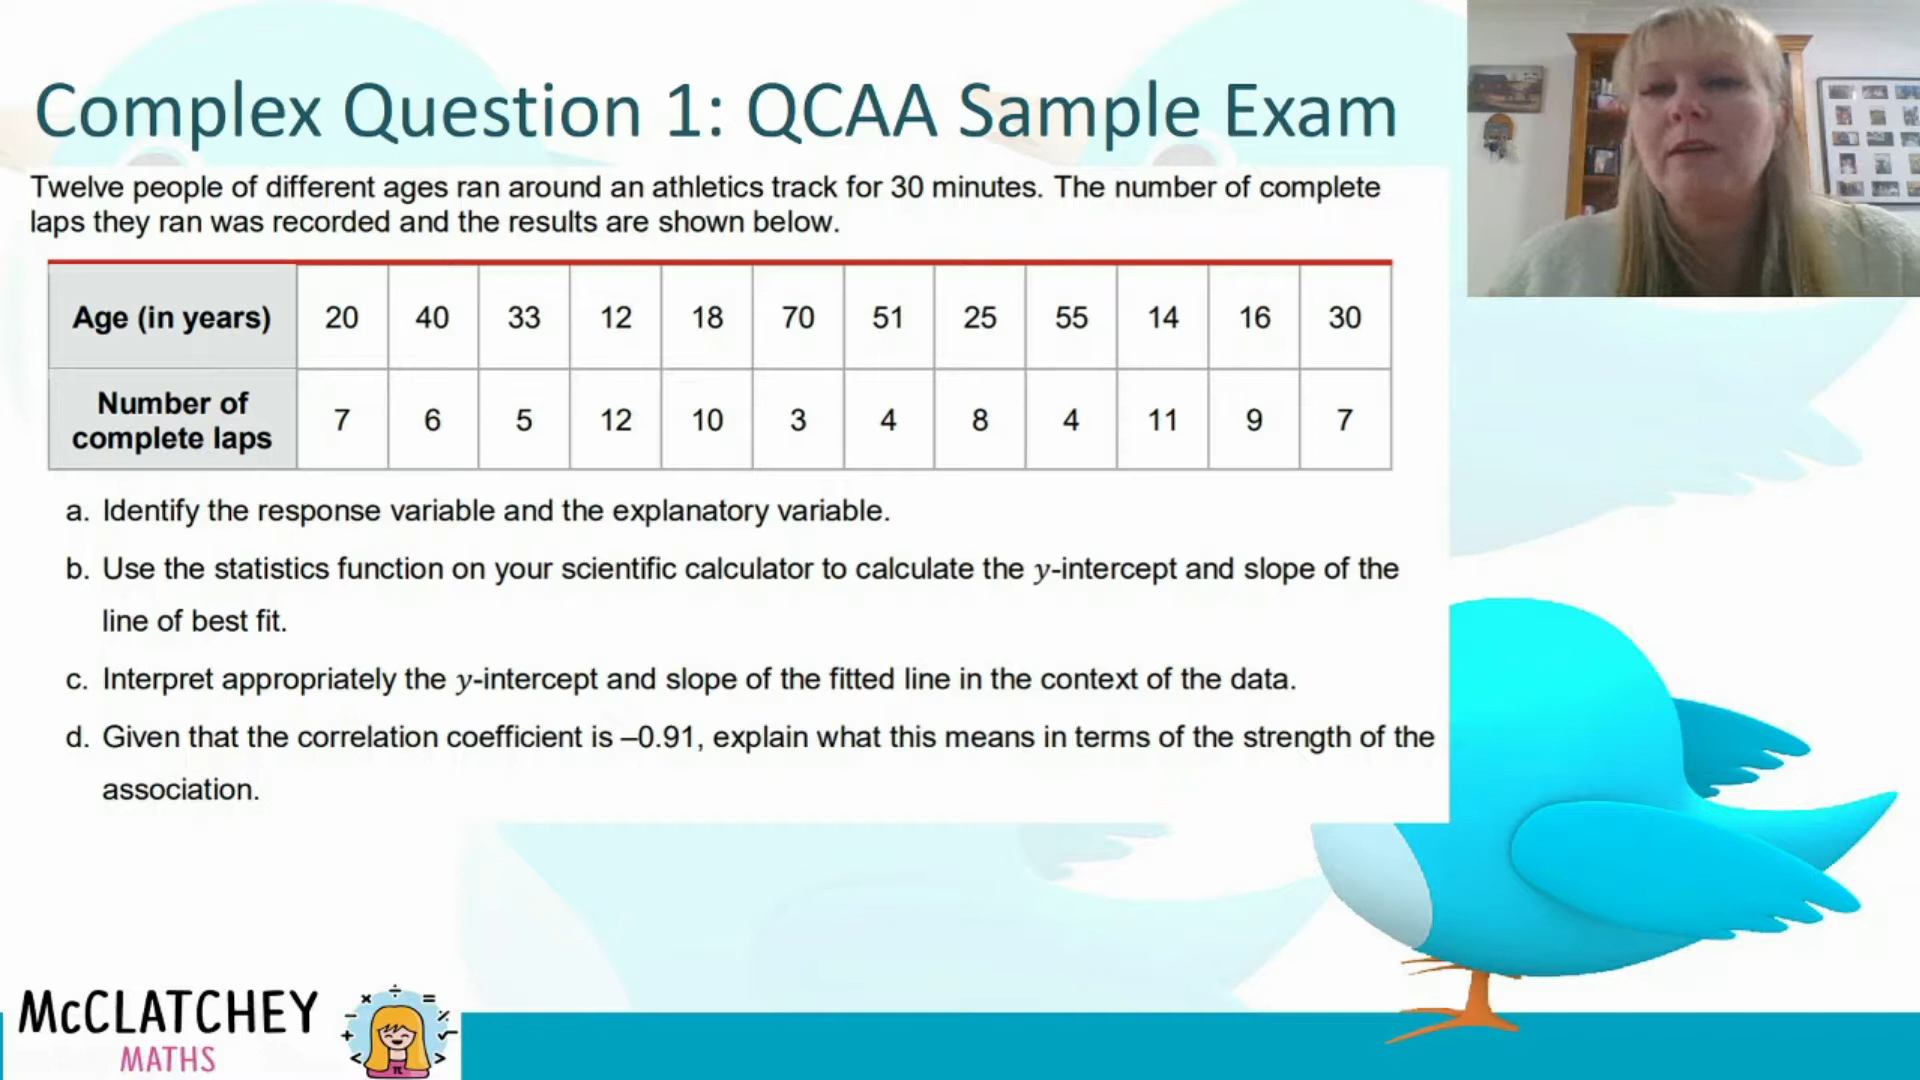 Complex Question 1: QCAA Sample Exam
Twelve people of different ages ran around an athletics track for 30 minutes. The number of complete
laps they ran was recorded and the results are shown below.
Age (in years) 20 40 33 12 18 70 51 25 55 14 16 30
Number of
complete laps 7 6 5 12 10 3 4 8 4 11 9 7
a. Identify the response variable and the explanatory variable.
b. Use the statistics function on your scientific calculator to calculate the y-intercept and slope of the
line of best fit.
c. Interpret appropriately the y-intercept and slope of the fitted line in the context of the data.
d. Given that the correlation coefficient is –0.91, explain what this means in terms of the strength of the
association.
McCLATCHEY
MATHS